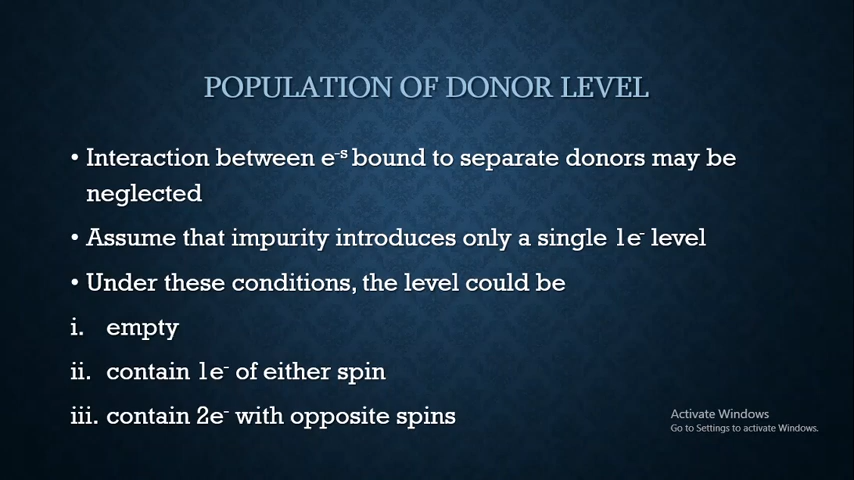 POPULATION OF DONOR LEVEL
• Interaction between e⁻ˢ bound to separate donors may be
neglected
• Assume that impurity introduces only a single 1e⁻ level
• Under these conditions, the level could be
i. empty
ii. contain 1e⁻ of either spin
iii. contain 2e⁻ with opposite spins
Activate Windows
Go to Settings to activate Windows.